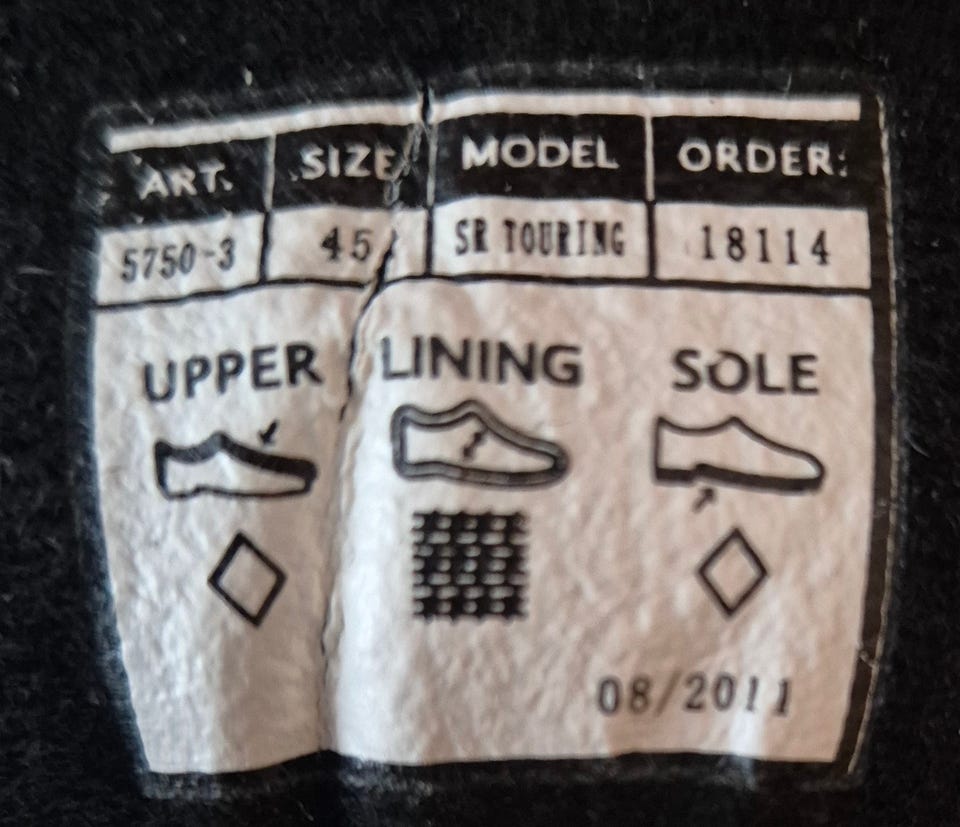 ART. SIZE MODEL ORDER:
5750-3 45 SR TOURING 18114
UPPER LINING SOLE
08/2011